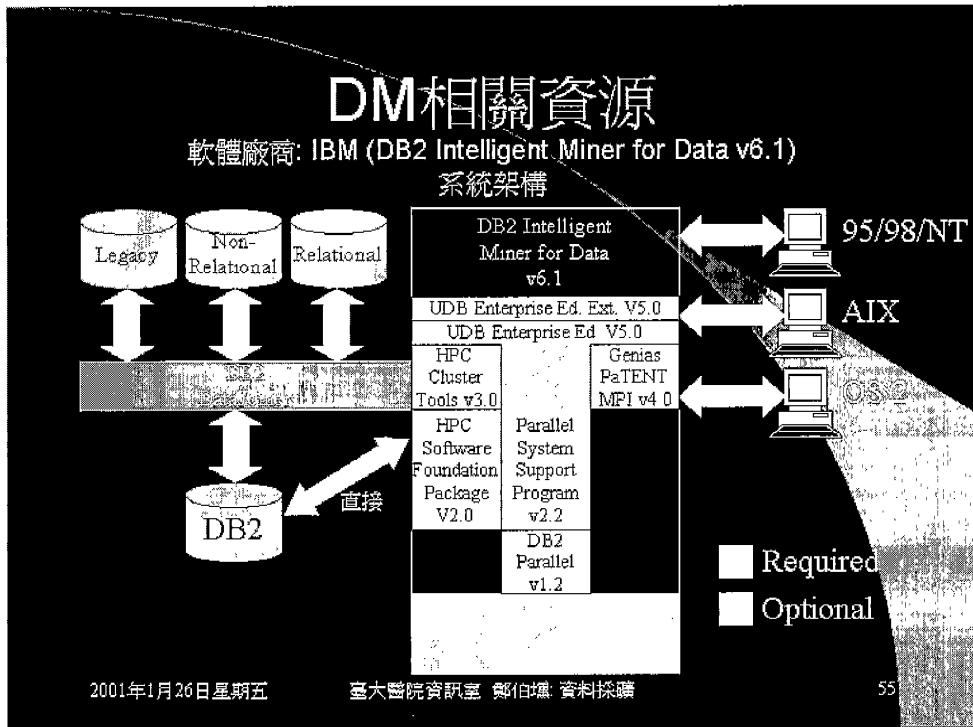 DM相關資源
軟體廠商: IBM (DB2 Intelligent Miner for Data v6.1)
系統架構
Legacy
Non-
Relational
Relational
DB2 Intelligent
Miner for Data
v6.1
UDB Enterprise Ed. Ext. V5.0
UDB Enterprise Ed V5.0
HPC
Cluster
Tools v3.0
Genias
PaTENT
MPI v4.0
HPC
Software
Foundation
Package
V2.0
Parallel
System
Support
Program
v2.2
DB2
Parallel
v1.2
95/98/NT
AIX
OS/2
DB2
直接
Required
Optional
2001年1月26日星期五
臺大醫院資訊室 鄭伯壎: 資料採礦
55